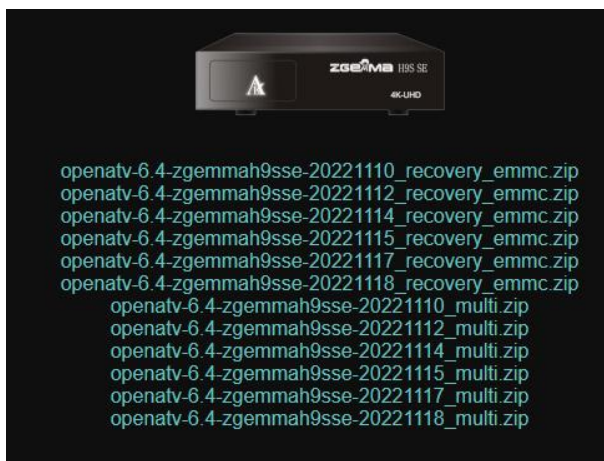 ZGEMMA H9S SE
4K-UHD
openatv-6.4-zgemmah9sse-20221110_recovery_emmc.zip
openatv-6.4-zgemmah9sse-20221112_recovery_emmc.zip
openatv-6.4-zgemmah9sse-20221114_recovery_emmc.zip
openatv-6.4-zgemmah9sse-20221115_recovery_emmc.zip
openatv-6.4-zgemmah9sse-20221117_recovery_emmc.zip
openatv-6.4-zgemmah9sse-20221118_recovery_emmc.zip
openatv-6.4-zgemmah9sse-20221110_multi.zip
openatv-6.4-zgemmah9sse-20221112_multi.zip
openatv-6.4-zgemmah9sse-20221114_multi.zip
openatv-6.4-zgemmah9sse-20221115_multi.zip
openatv-6.4-zgemmah9sse-20221117_multi.zip
openatv-6.4-zgemmah9sse-20221118_multi.zip